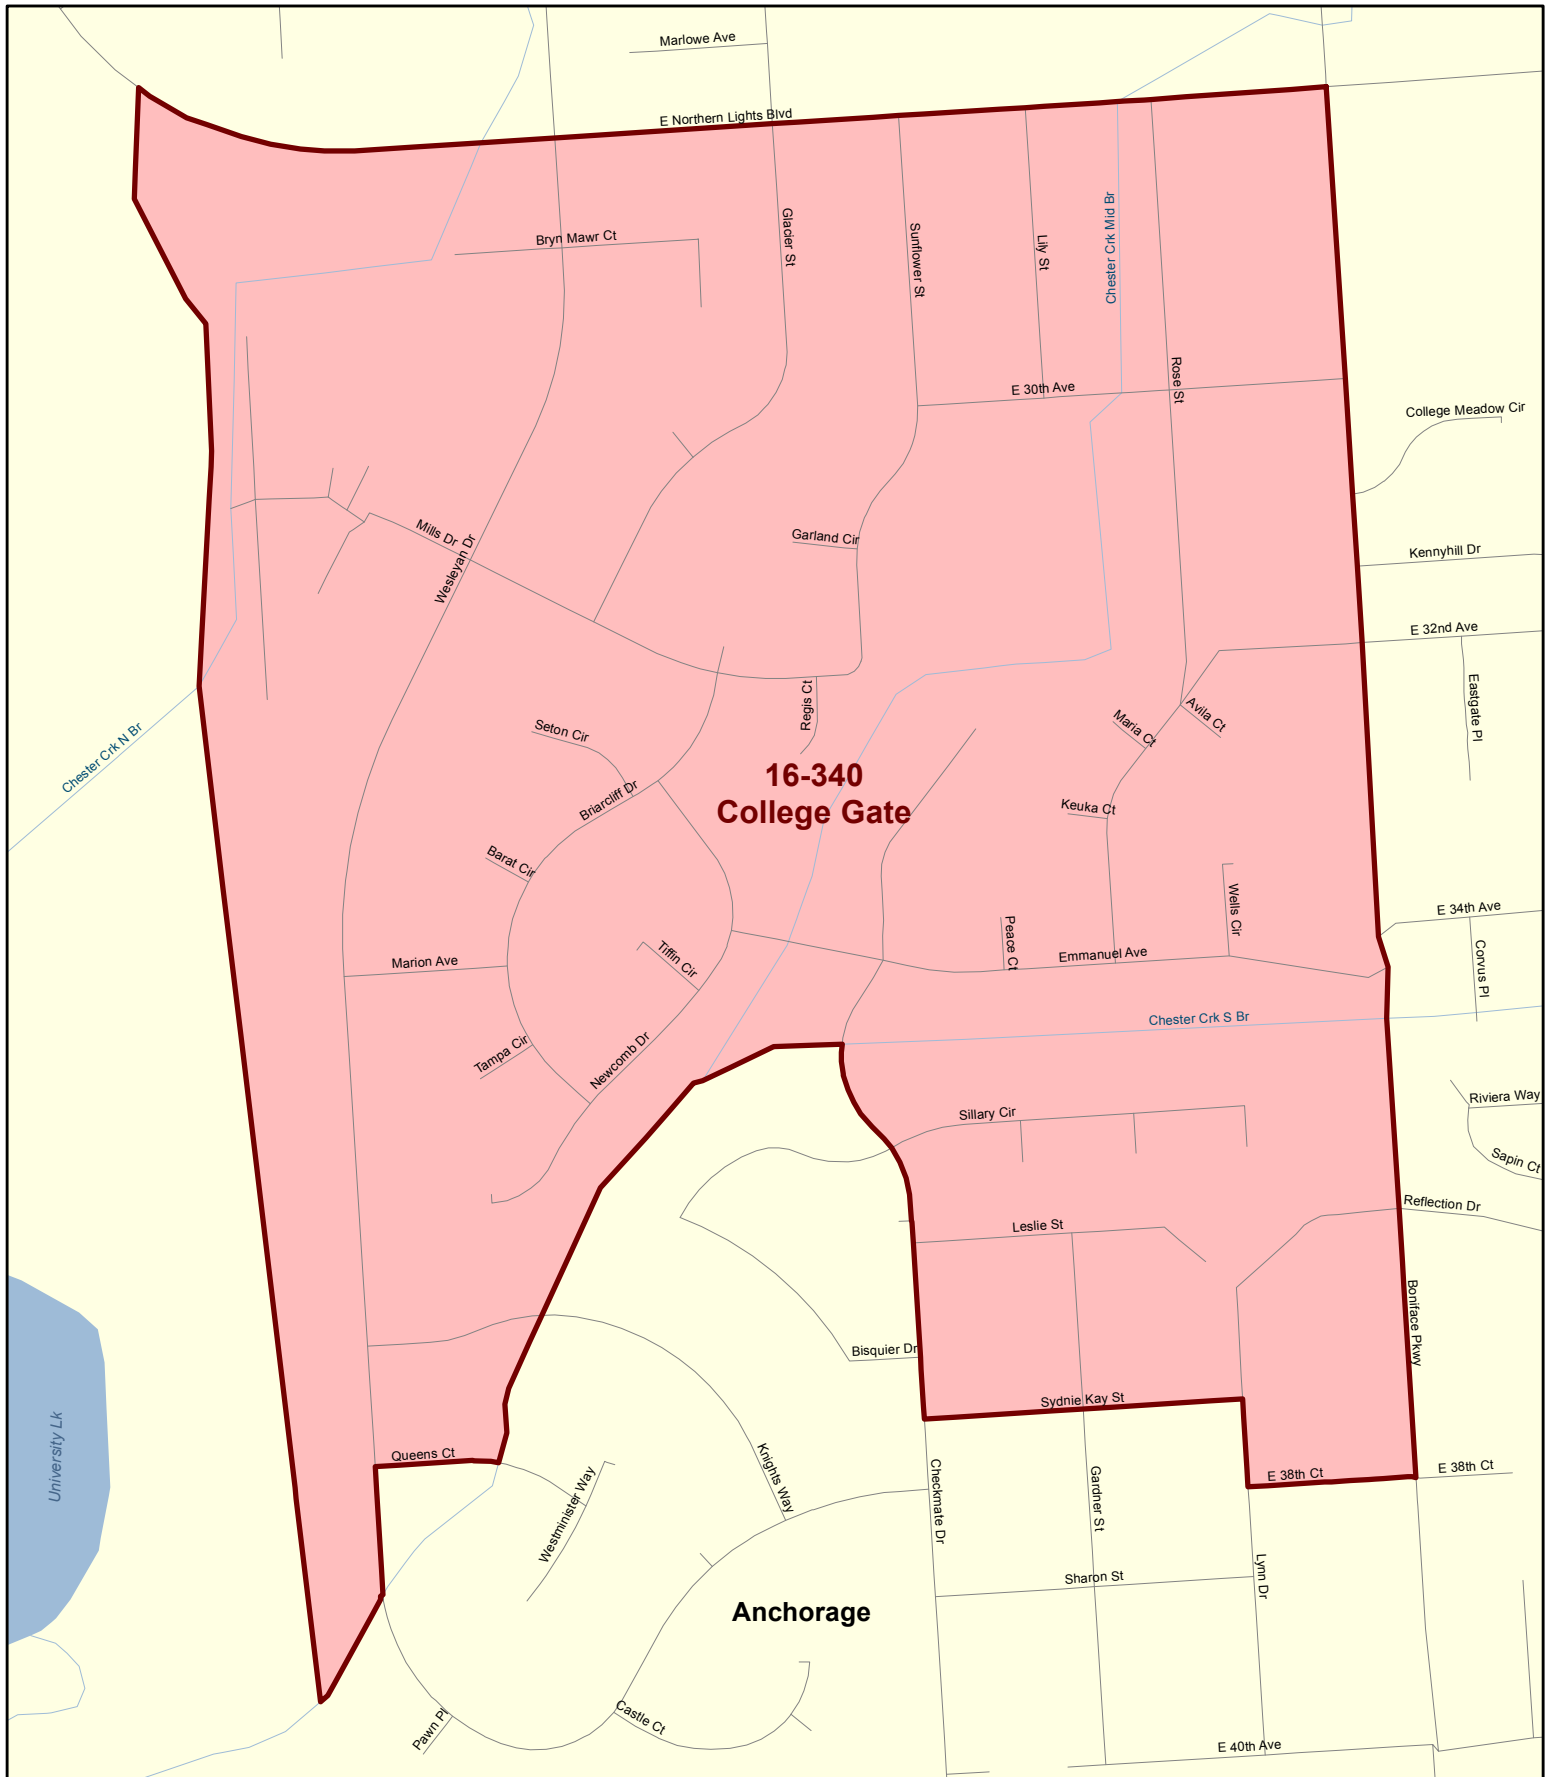 Marlowe Ave
E Northern Lights Blvd
Bryn Mawr Ct
Glacier St
Sunflower St
Lily St
Chester Crk Mid Br
Rose St
E 30th Ave
College Meadow Cir
Mills Dr
Wesleyan Dr
Garland Cir
Kennyhill Dr
E 32nd Ave
Eastgate Pl
Regis Ct
Avila Ct
Maria Ct
Seton Cir
Chester Crk N Br
16-340
College Gate
Briarcliff Dr
Keuka Ct
Barat Cir
Wells Cir
E 34th Ave
Corvus Pl
Peace Ct
Emmanuel Ave
Marion Ave
Tiffin Cir
Chester Crk S Br
Tampa Cir
Newcomb Dr
Sillary Cir
Riviera Way
Sapin Ct
Reflection Dr
Leslie St
Boniface Pkwy
Bisquier Dr
Sydnie Kay St
University Lk
Queens Ct
Knights Way
Westminister Way
Checkmate Dr
Gardner St
E 38th Ct
E 38th Ct
Sharon St
Lynn Dr
Anchorage
Pawn Pl
Castle Ct
E 40th Ave